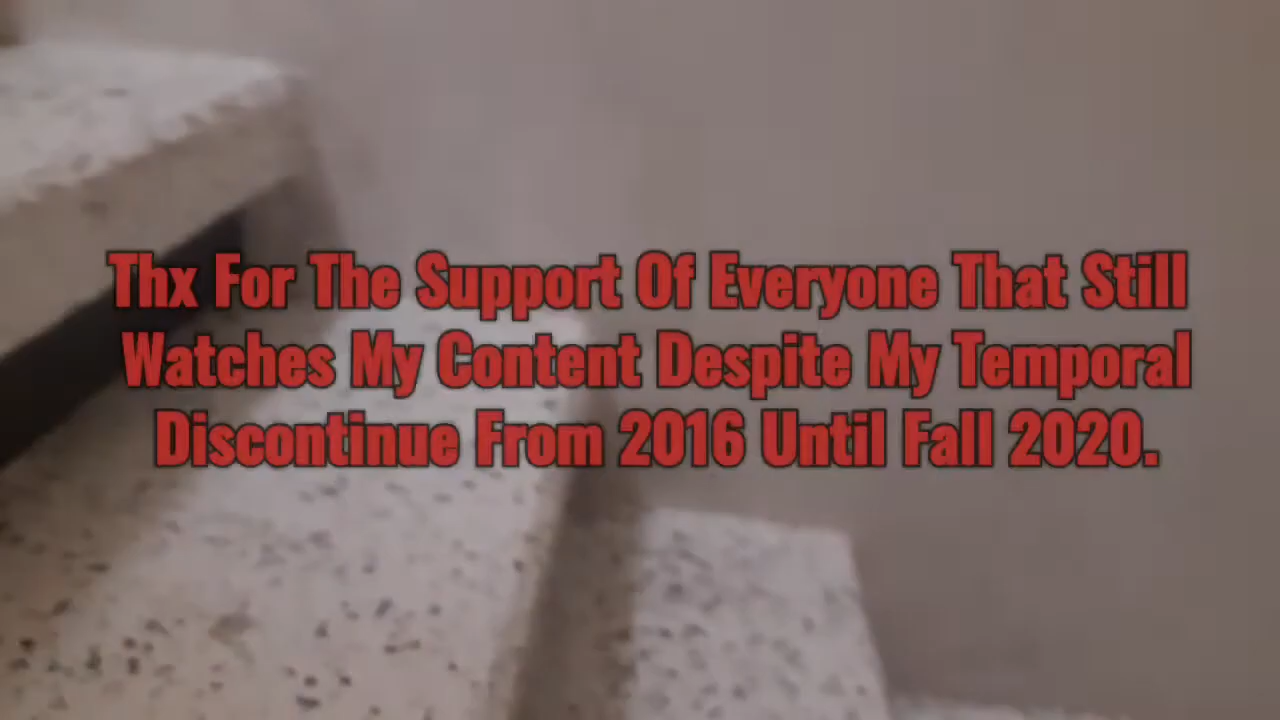 Thx For The Support Of Everyone That Still
Watches My Content Despite My Temporal
Discontinue From 2016 Until Fall 2020.